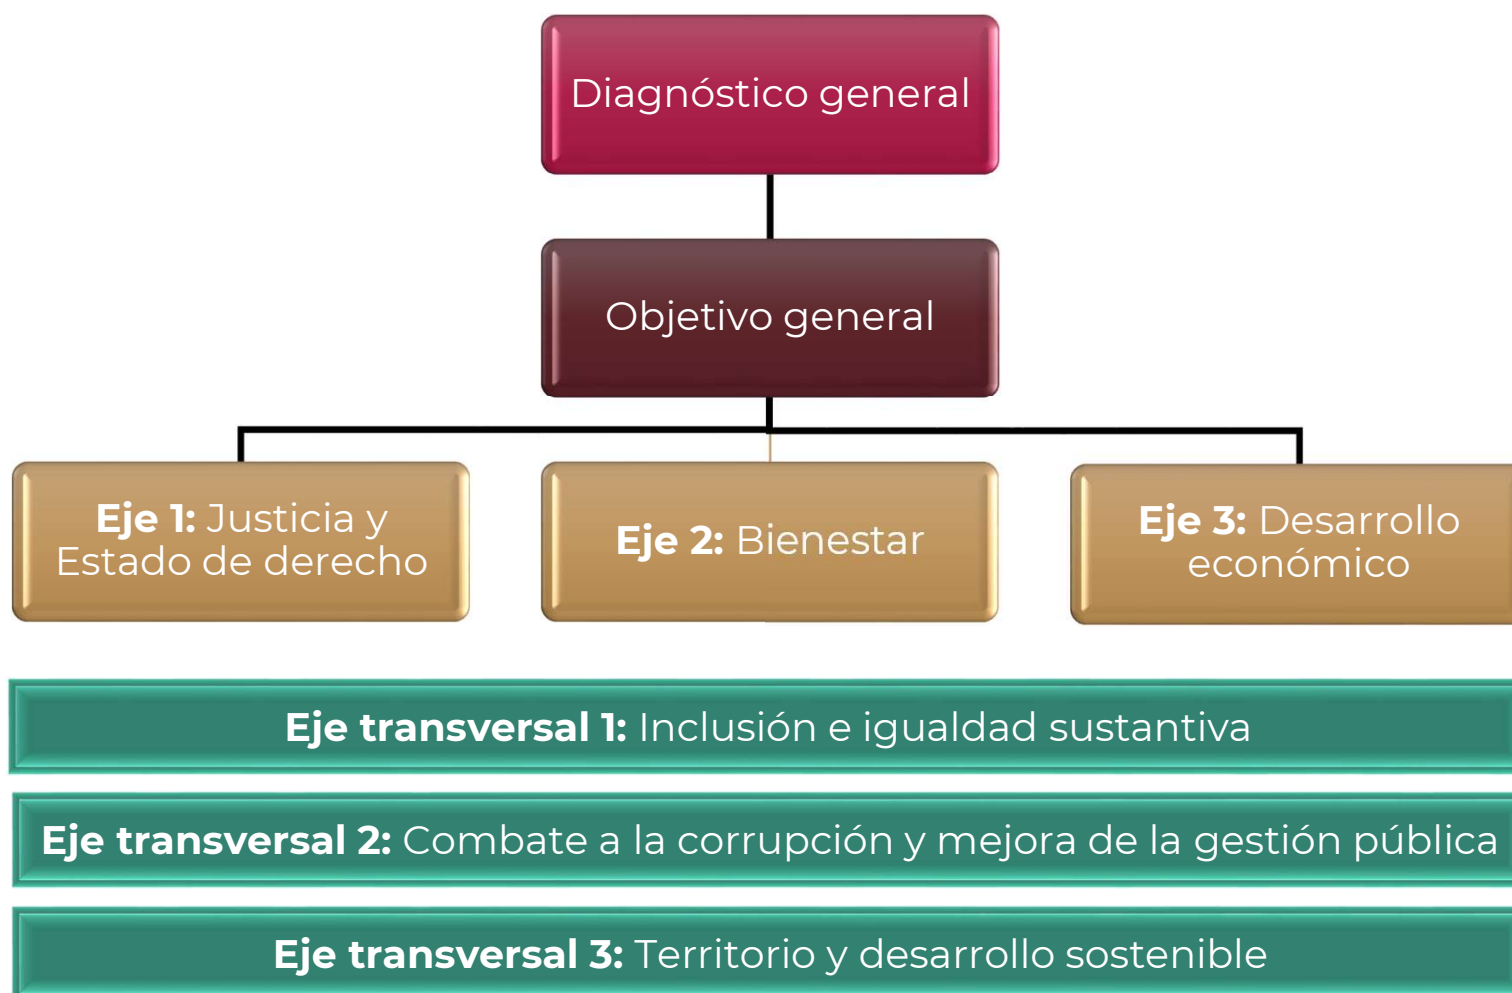 Diagnóstico general
Objetivo general
Eje 1: Justicia y
Estado de derecho
Eje 2: Bienestar
Eje 3: Desarrollo
económico
Eje transversal 1: Inclusión e igualdad sustantiva
Eje transversal 2: Combate a la corrupción y mejora de la gestión pública
Eje transversal 3: Territorio y desarrollo sostenible